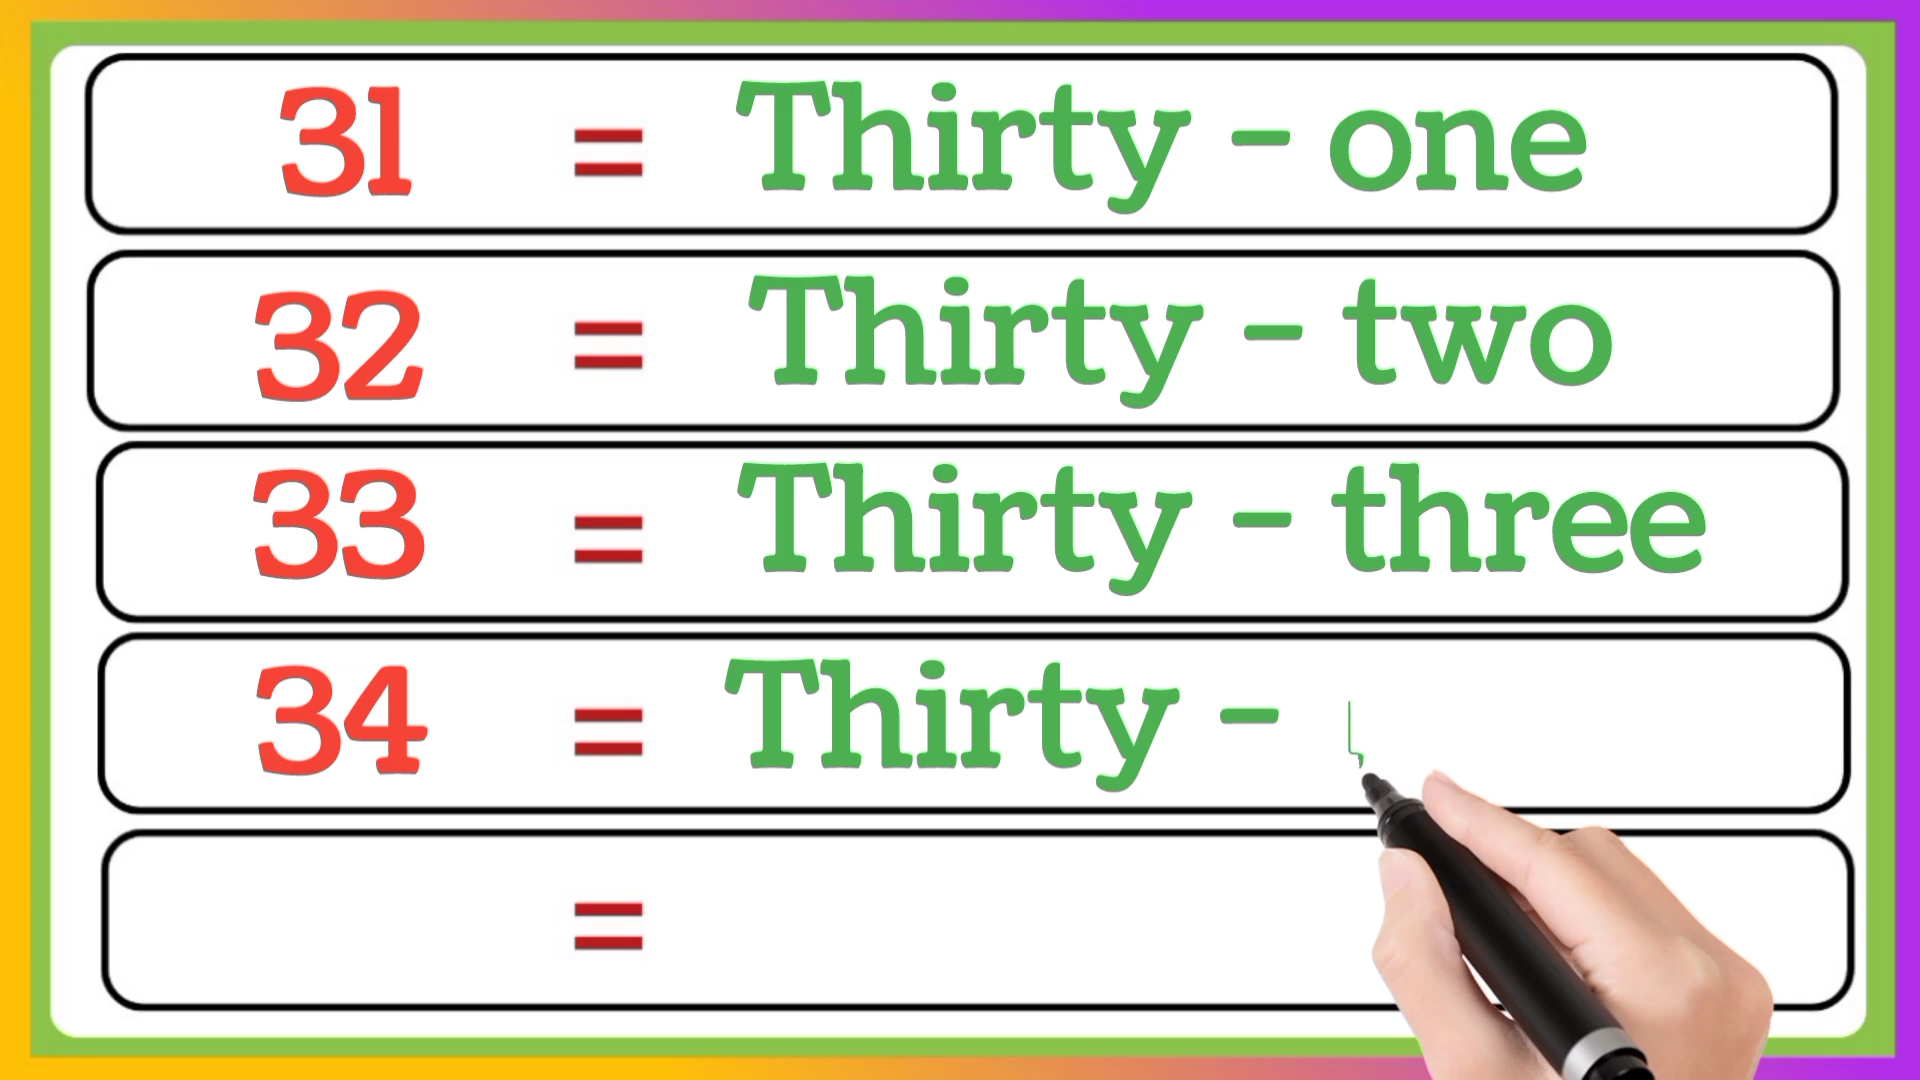 31 = Thirty - one
32 = Thirty - two
33 = Thirty - three
34 = Thirty -
=